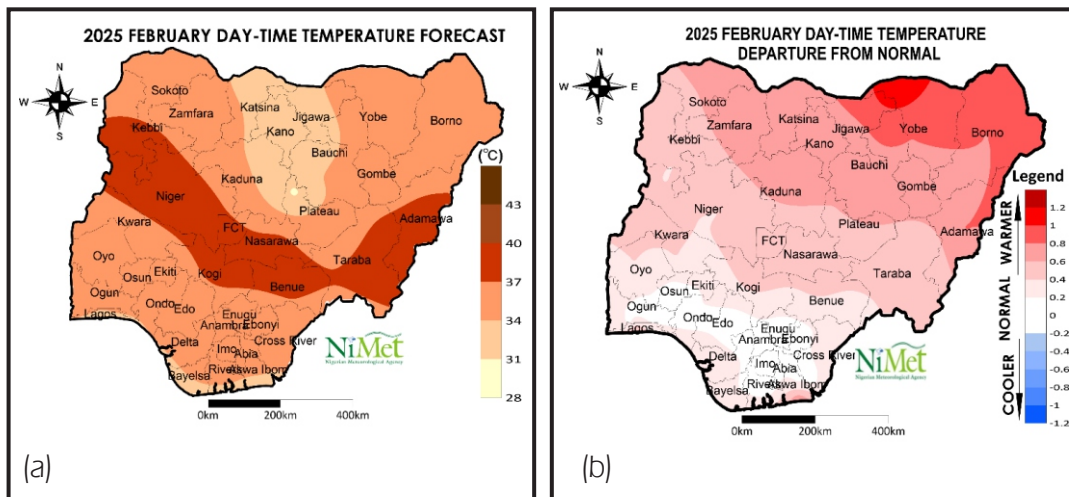 2025 FEBRUARY DAY-TIME TEMPERATURE FORECAST
N
W E
S
Sokoto
Katsina
Zamfara
Jigawa
Yobe
Borno
Kano
Kebbi
Bauchi
Kaduna
Gombe
Niger
Plateau
Adamawa
Kwara
FCT
Nasarawa
Taraba
Oyo
Kogi
Benue
Osun
Ekiti
Ogun
Ondo
Edo
Lagos
Enugu
Anambra
Ebonyi
Delta
Cross River
Imo
Abia
Bayelsa
Rivers
Akwa Ibom
(°C)
43
40
37
34
31
28
NiMet
Nigerian Meteorological Agency
0km 200km 400km
(a)
2025 FEBRUARY DAY-TIME TEMPERATURE
DEPARTURE FROM NORMAL
N
W E
S
Sokoto
Katsina
Zamfara
Jigawa
Yobe
Borno
Kebbi
Kano
Bauchi
Kaduna
Gombe
Niger
Plateau
Adamawa
Kwara
FCT
Nasarawa
Taraba
Oyo
Kogi
Benue
Osun
Ekiti
Ogun
Ondo
Edo
Lagos
Enugu
Anambra
Ebonyi
Delta
Cross River
Imo
Abia
Bayelsa
Rivers
Akwa Ibom
Legend
WARMER
NORMAL
COOLER
1.2
1
0.8
0.6
0.4
0.2
0
-0.2
-0.4
-0.6
-0.8
-1
-1.2
NiMet
Nigerian Meteorological Agency
0km 200km 400km
(b)